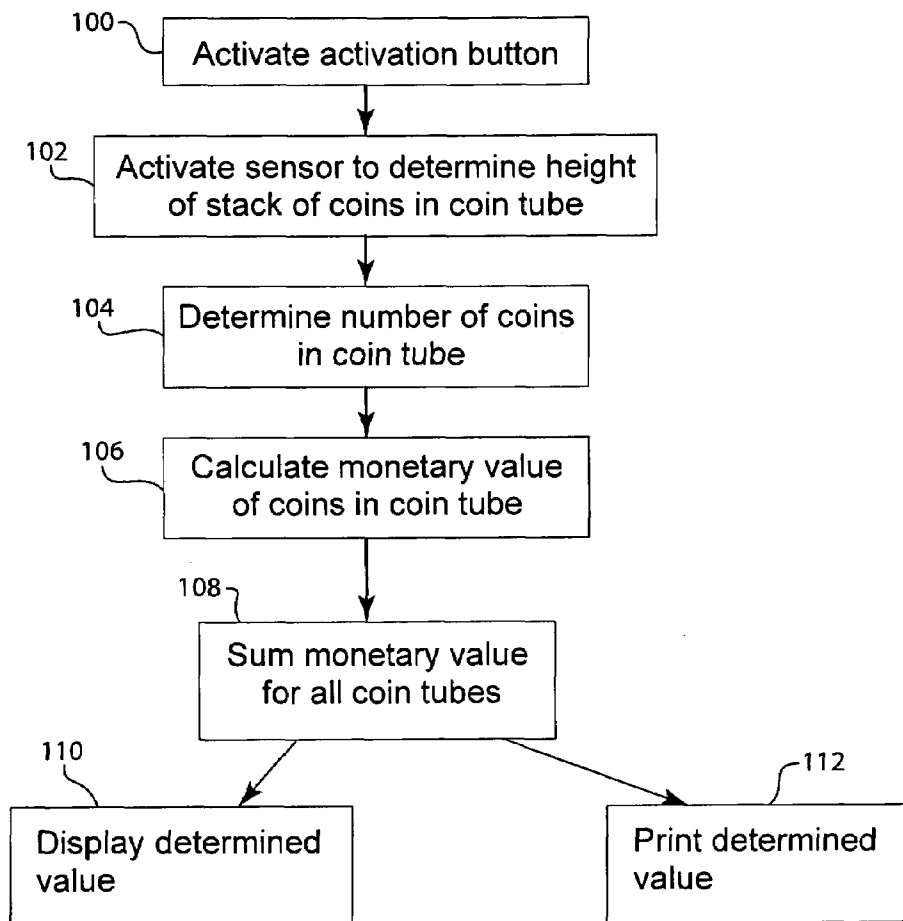 100
Activate activation button
102
Activate sensor to determine height
of stack of coins in coin tube
104
Determine number of coins
in coin tube
106
Calculate monetary value
of coins in coin tube
108
Sum monetary value
for all coin tubes
110
Display determined
value
112
Print determined
value